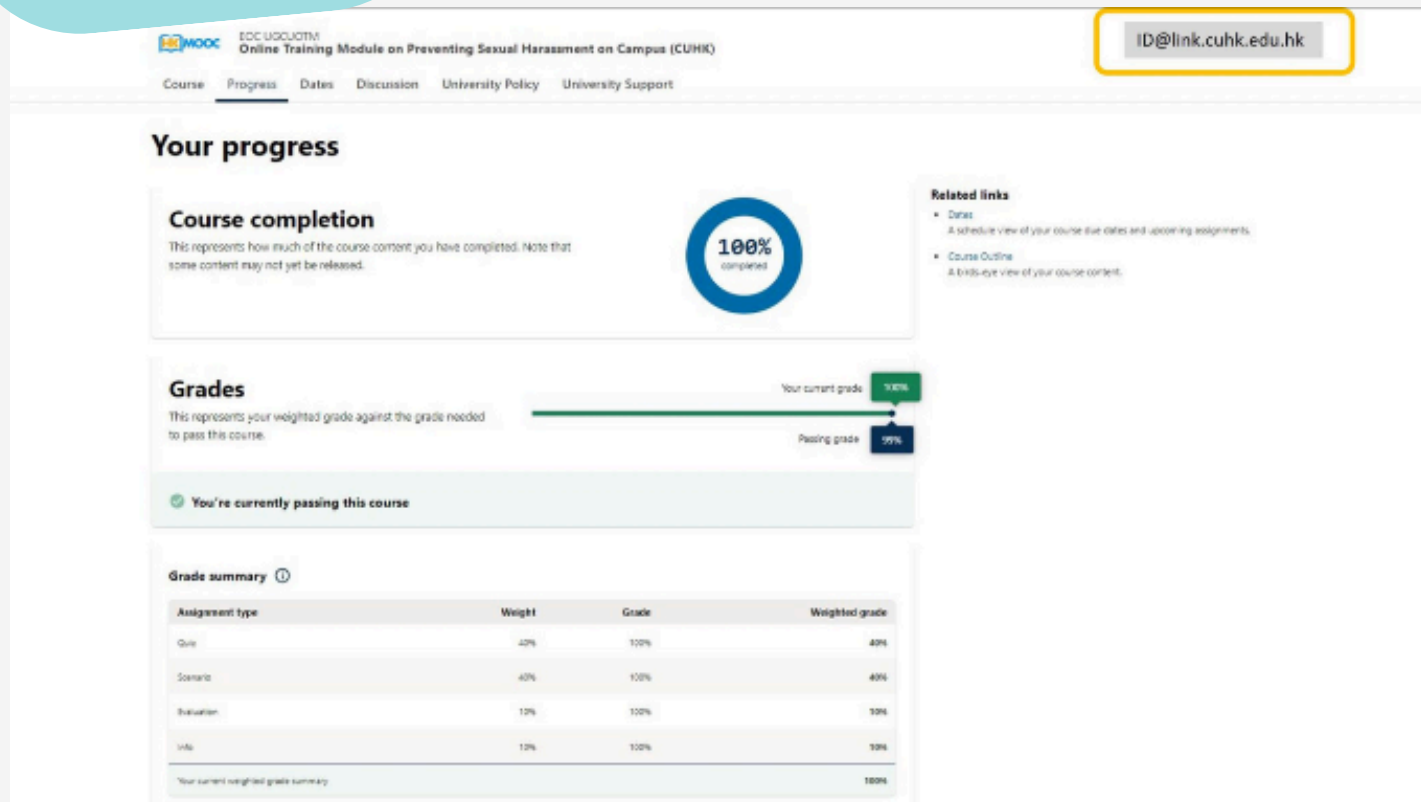 HKMOOC
EOC UGCUOTM
Online Training Module on Preventing Sexual Harassment on Campus (CUHK)
ID@link.cuhk.edu.hk
Course Progress Dates Discussion University Policy University Support
Your progress
Course completion
This represents how much of the course content you have completed. Note that
some content may not yet be released.
100%
completed
Related links
Dates
A schedule view of your course due dates and upcoming assignments.
Course Outline
A birds-eye view of your course content.
Grades
This represents your weighted grade against the grade needed
to pass this course.
Your current grade 100%
Passing grade 99%
You're currently passing this course
Grade summary
Assignment type Weight Grade Weighted grade
Quiz 40% 100% 40%
Scenario 40% 100% 40%
Evaluation 10% 100% 10%
Info 10% 100% 10%
Your current weighted grade summary 100%